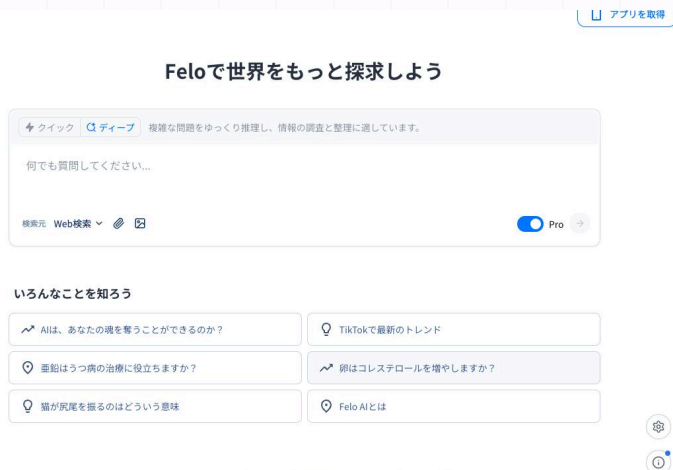 アプリを取得
Feloで世界をもっと探求しよう
クイック ディープ 複雑な問題をゆっくり推理し、情報の調査と整理に適しています。
何でも質問してください...
検索元 Web検索 Pro
いろんなことを知ろう
AIは、あなたの魂を奪うことができるのか？ TikTokで最新のトレンド
亜鉛はうつ病の治療に役立ちますか？ 卵はコレステロールを増やしますか？
猫が尻尾を振るのはどういう意味 Felo AIとは